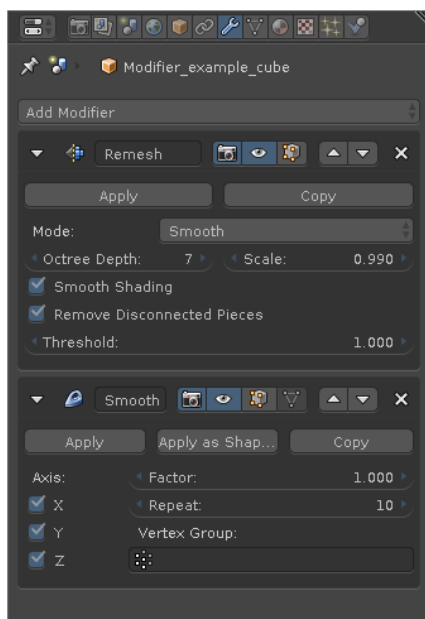 Modifier_example_cube
Add Modifier
Remesh
Apply Copy
Mode: Smooth
Octree Depth: 7 Scale: 0.990
Smooth Shading
Remove Disconnected Pieces
Threshold: 1.000
Smooth
Apply Apply as Shap... Copy
Axis: Factor: 1.000
X Repeat: 10
Y Vertex Group:
Z